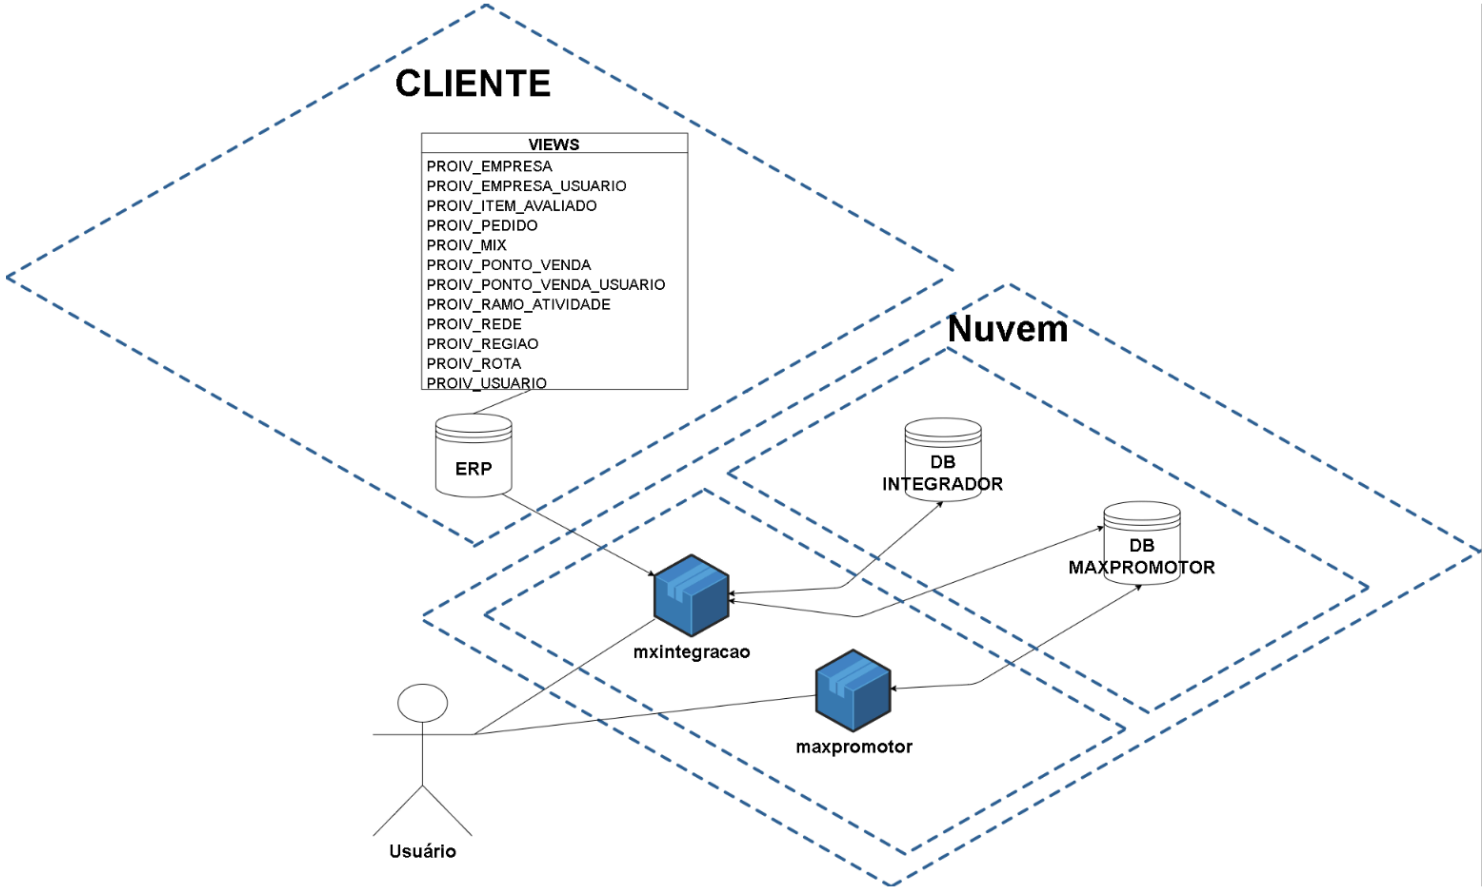 CLIENTE
VIEWS
PROIV_EMPRESA
PROIV_EMPRESA_USUARIO
PROIV_ITEM_AVALIADO
PROIV_PEDIDO
PROIV_MIX
PROIV_PONTO_VENDA
PROIV_PONTO_VENDA_USUARIO
PROIV_RAMO_ATIVIDADE
PROIV_REDE
PROIV_REGIAO
PROIV_ROTA
PROIV_USUARIO
ERP
Nuvem
DB
INTEGRADOR
DB
MAXPROMOTOR
mxintegracao
maxpromotor
Usuário